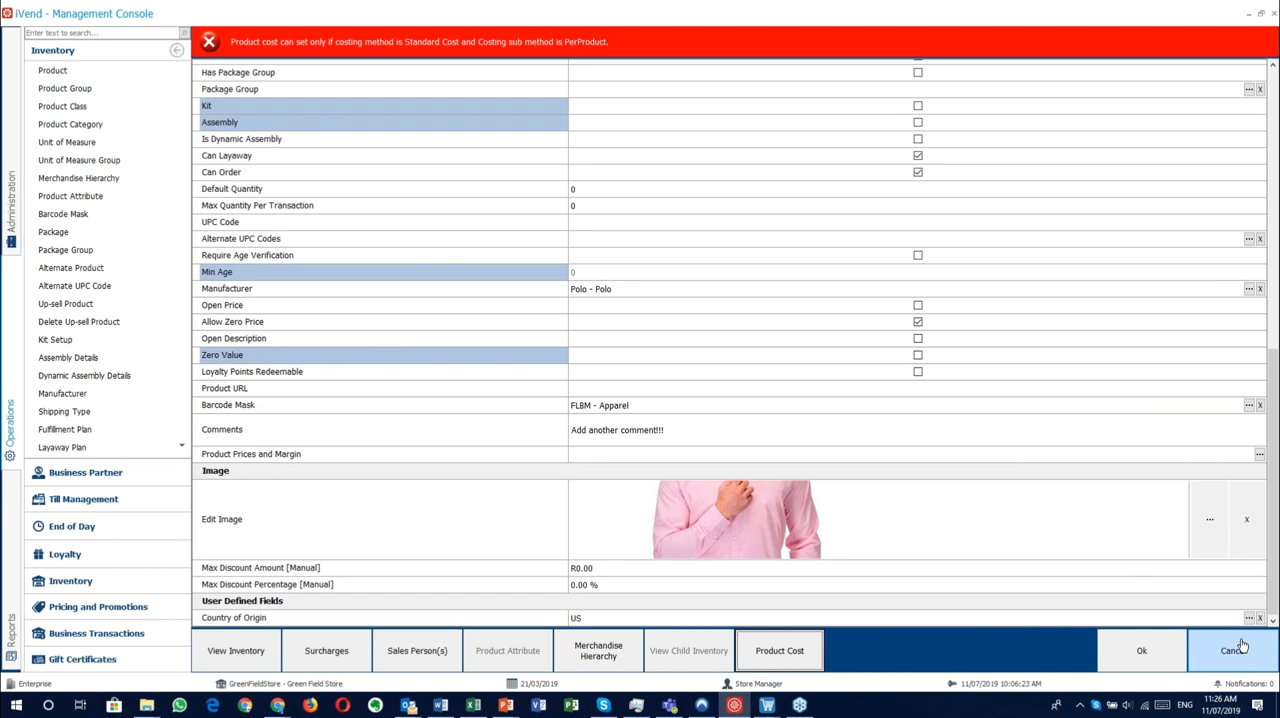 iVend - Management Console
Enter text to search...
Product cost can set only if costing method is Standard Cost and Costing sub method is PerProduct.
Administration
Operations
Reports
Inventory
Product
Product Group
Product Class
Product Category
Unit of Measure
Unit of Measure Group
Merchandise Hierarchy
Product Attribute
Barcode Mask
Package
Package Group
Alternate Product
Alternate UPC Code
Up-sell Product
Delete Up-sell Product
Kit Setup
Assembly Details
Dynamic Assembly Details
Manufacturer
Shipping Type
Fulfillment Plan
Layaway Plan
Business Partner
Till Management
End of Day
Loyalty
Inventory
Pricing and Promotions
Business Transactions
Gift Certificates
Has Package Group
Package Group ... X
Kit
Assembly
Is Dynamic Assembly
Can Layaway
Can Order
Default Quantity 0
Max Quantity Per Transaction 0
UPC Code
Alternate UPC Codes ... X
Require Age Verification
Min Age 0
Manufacturer Polo - Polo ... X
Open Price
Allow Zero Price
Open Description
Zero Value
Loyalty Points Redeemable
Product URL
Barcode Mask FLBM - Apparel ... X
Comments Add another comment!!!
Product Prices and Margin ...
Image
Edit Image ... X
Max Discount Amount [Manual] R0.00
Max Discount Percentage [Manual] 0.00 %
User Defined Fields
Country of Origin US ... X
View Inventory Surcharges Sales Person(s) Product Attribute Merchandise Hierarchy View Child Inventory Product Cost Ok
Enterprise GreenFieldStore - Green Field Store 21/03/2019 Store Manager 11/07/2019 10:06:23 AM Notifications: 0
ENG 11:26 AM
11/07/2019